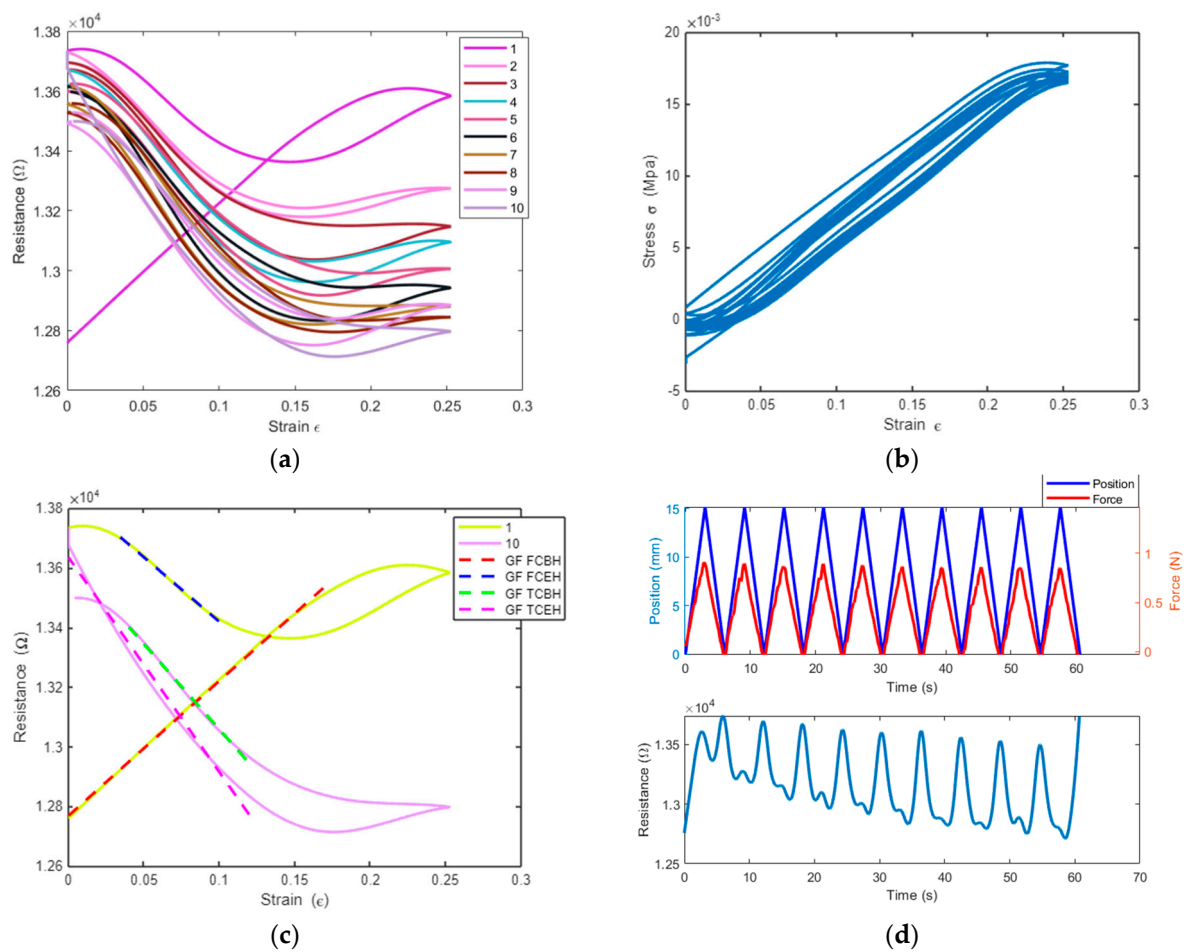 ×10⁴
1.38
1.36
1.34
1.32
1.3
1.28
1.26
0 0.05 0.1 0.15 0.2 0.25 0.3
Resistance (Ω)
Strain ϵ
1
2
3
4
5
6
7
8
9
10
(a)
×10⁻³
20
15
10
5
0
-5
0 0.05 0.1 0.15 0.2 0.25 0.3
Stress σ (Mpa)
Strain ϵ
(b)
×10⁴
1.38
1.36
1.34
1.32
1.3
1.28
1.26
0 0.05 0.1 0.15 0.2 0.25 0.3
Resistance (Ω)
Strain (ϵ)
1
10
GF FCBH
GF FCEH
GF TCBH
GF TCEH
(c)
Position
Force
15
10
5
0
Position (mm)
1
0.5
0
Force (N)
0 10 20 30 40 50 60 70
Time (s)
×10⁴
1.35
1.3
1.25
Resistance (Ω)
0 10 20 30 40 50 60 70
Time (s)
(d)